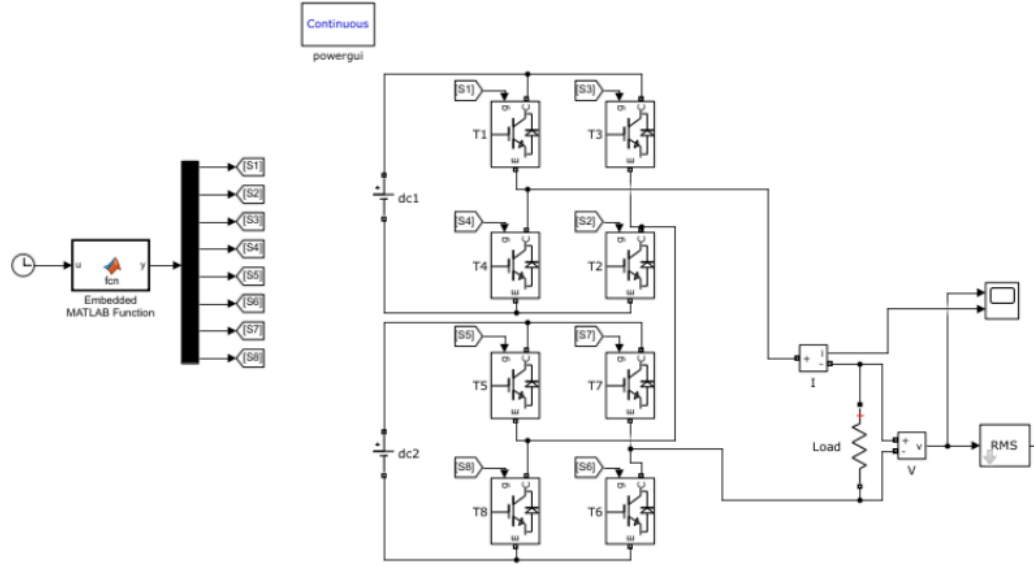 Continuous
powergui
[S1]
[S2]
[S3]
[S4]
[S5]
[S6]
[S7]
[S8]
u
fcn
y
Embedded
MATLAB Function
[S1]
g
C
T1
E
[S3]
g
C
T3
E
+
dc1
[S4]
g
C
T4
E
[S2]
g
C
T2
E
[S5]
g
C
T5
E
[S7]
g
C
T7
E
+
dc2
[S8]
g
C
T8
E
[S6]
g
C
T6
E
+
i
-
I
+
Load
+
-
v
V
RMS